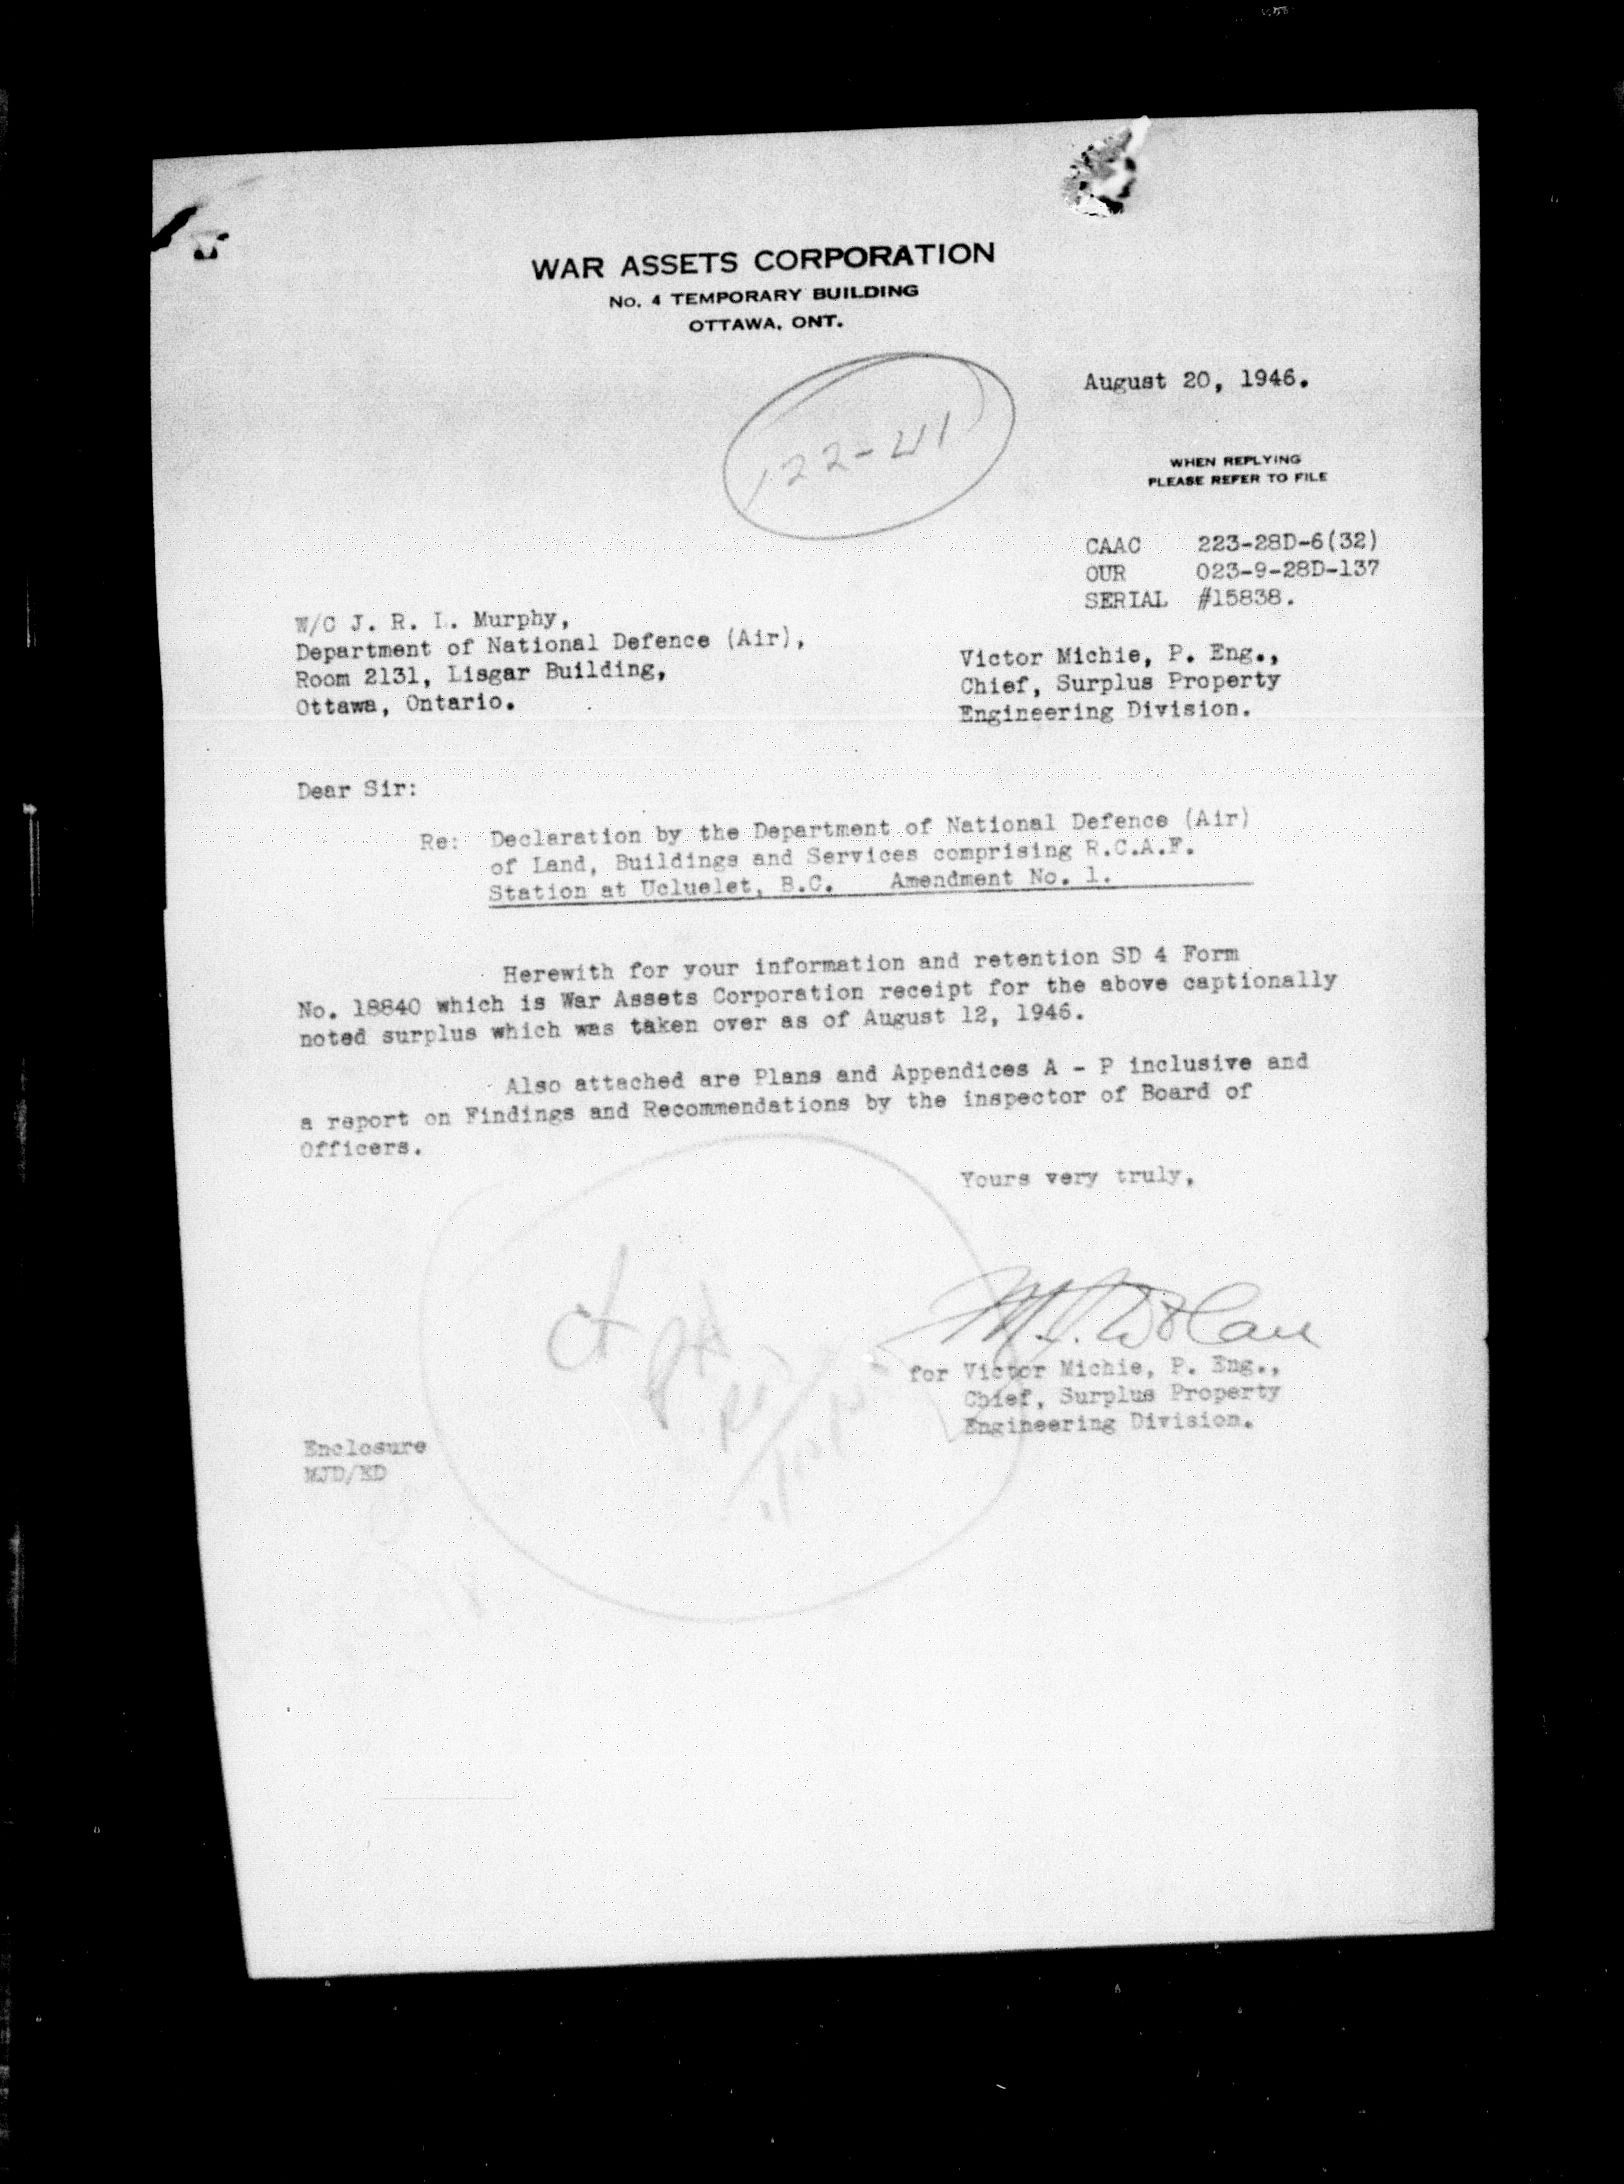 WAR ASSETS CORPORATION
No. 4 TEMPORARY BUILDING
OTTAWA, ONT.
August 20, 1946.
122-41
WHEN REPLYING
PLEASE REFER TO FILE
CAAC 223-28D-6(32)
OUR 023-9-28D-137
SERIAL #15838.
W/C J. R. L. Murphy,
Department of National Defence (Air),
Room 2131, Lisgar Building,
Ottawa, Ontario.
Victor Michie, P. Eng.,
Chief, Surplus Property
Engineering Division.
Dear Sir:
Re: Declaration by the Department of National Defence (Air)
of Land, Buildings and Services comprising R.C.A.F.
Station at Ucluelet, B.C. Amendment No. 1.
Herewith for your information and retention SD 4 Form
No. 18840 which is War Assets Corporation receipt for the above captionally
noted surplus which was taken over as of August 12, 1946.
Also attached are Plans and Appendices A - P inclusive and
a report on Findings and Recommendations by the inspector of Board of
Officers.
Yours very truly,
for Victor Michie, P. Eng.,
Chief, Surplus Property
Engineering Division.
Enclosure
MJD/ED